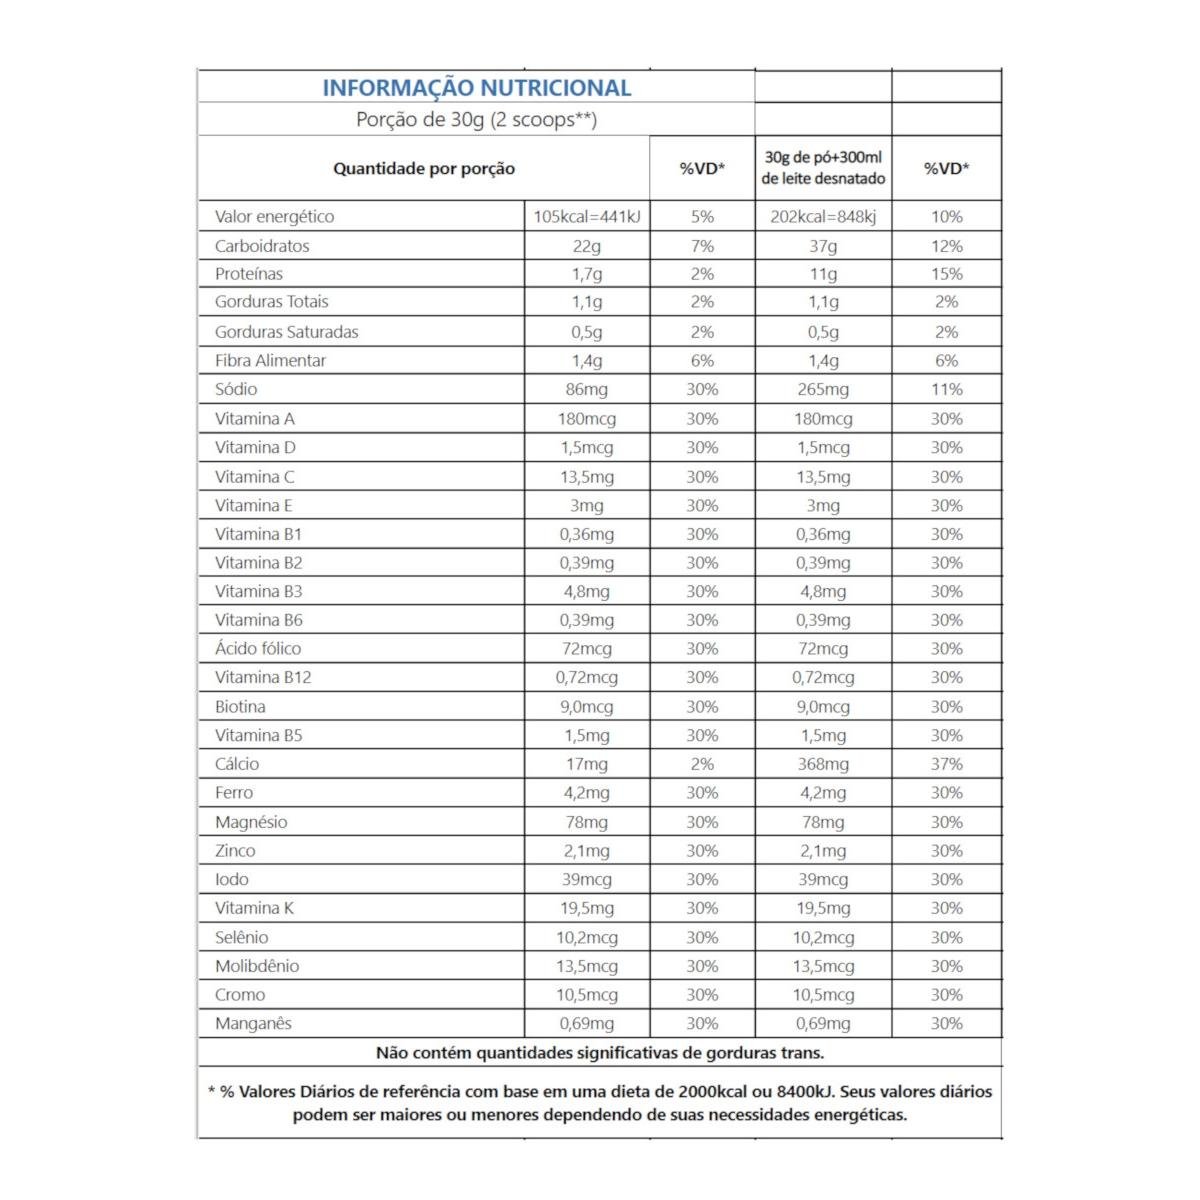 INFORMAÇÃO NUTRICIONAL
Porção de 30g (2 scoops**)
Quantidade por porção %VD* 30g de pó+300ml de leite desnatado %VD*
Valor energético 105kcal=441kJ 5% 202kcal=848kj 10%
Carboidratos 22g 7% 37g 12%
Proteínas 1,7g 2% 11g 15%
Gorduras Totais 1,1g 2% 1,1g 2%
Gorduras Saturadas 0,5g 2% 0,5g 2%
Fibra Alimentar 1,4g 6% 1,4g 6%
Sódio 86mg 30% 265mg 11%
Vitamina A 180mcg 30% 180mcg 30%
Vitamina D 1,5mcg 30% 1,5mcg 30%
Vitamina C 13,5mg 30% 13,5mg 30%
Vitamina E 3mg 30% 3mg 30%
Vitamina B1 0,36mg 30% 0,36mg 30%
Vitamina B2 0,39mg 30% 0,39mg 30%
Vitamina B3 4,8mg 30% 4,8mg 30%
Vitamina B6 0,39mg 30% 0,39mg 30%
Ácido fólico 72mcg 30% 72mcg 30%
Vitamina B12 0,72mcg 30% 0,72mcg 30%
Biotina 9,0mcg 30% 9,0mcg 30%
Vitamina B5 1,5mg 30% 1,5mg 30%
Cálcio 17mg 2% 368mg 37%
Ferro 4,2mg 30% 4,2mg 30%
Magnésio 78mg 30% 78mg 30%
Zinco 2,1mg 30% 2,1mg 30%
Iodo 39mcg 30% 39mcg 30%
Vitamina K 19,5mg 30% 19,5mg 30%
Selênio 10,2mcg 30% 10,2mcg 30%
Molibdênio 13,5mcg 30% 13,5mcg 30%
Cromo 10,5mcg 30% 10,5mcg 30%
Manganês 0,69mg 30% 0,69mg 30%
Não contém quantidades significativas de gorduras trans.
* % Valores Diários de referência com base em uma dieta de 2000kcal ou 8400kJ. Seus valores diários
podem ser maiores ou menores dependendo de suas necessidades energéticas.